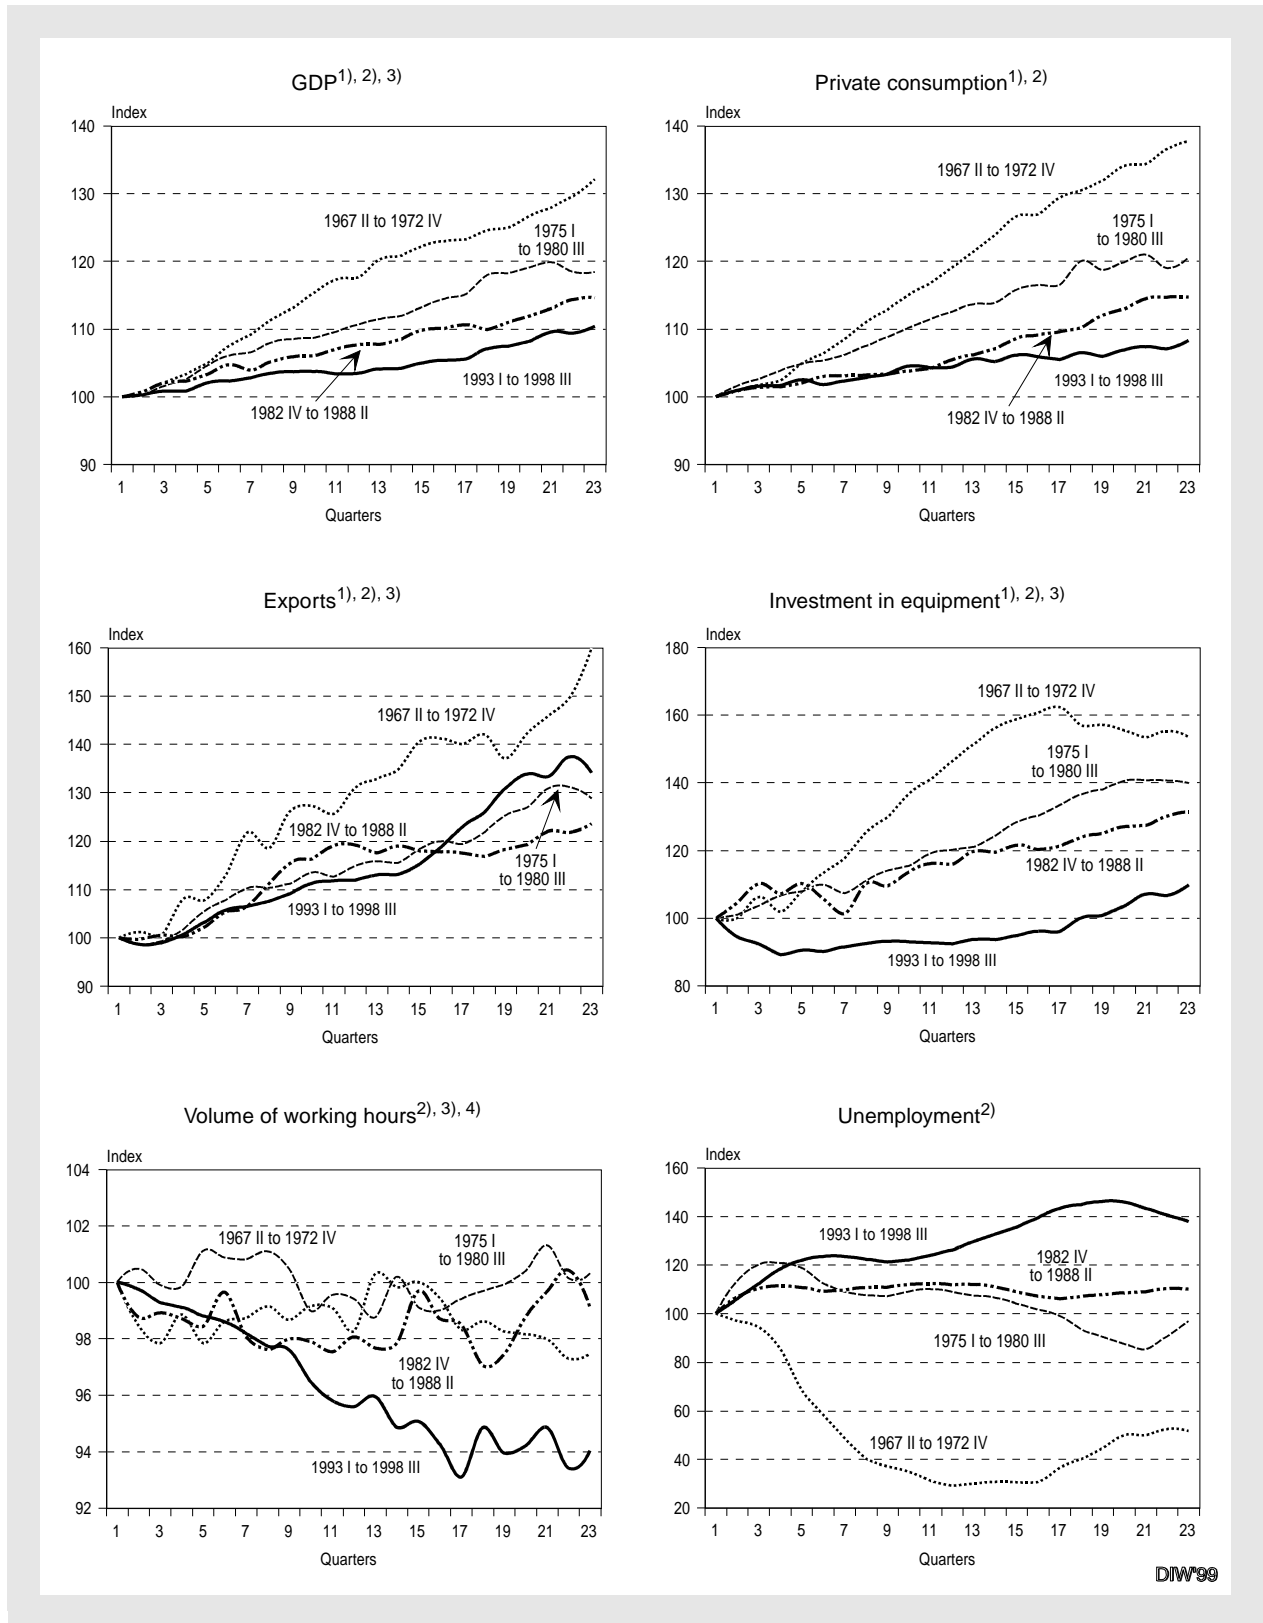 GDP1), 2), 3)
Index
140
130
120
110
100
90
1967 II to 1972 IV
1975 I
to 1980 III
1993 I to 1998 III
1982 IV to 1988 II
1 3 5 7 9 11 13 15 17 19 21 23
Quarters
Private consumption1), 2)
Index
140
130
120
110
100
90
1967 II to 1972 IV
1975 I
to 1980 III
1993 I to 1998 III
1982 IV to 1988 II
1 3 5 7 9 11 13 15 17 19 21 23
Quarters
Exports1), 2), 3)
Index
160
150
140
130
120
110
100
90
1967 II to 1972 IV
1982 IV to 1988 II
1975 I
to 1980 III
1993 I to 1998 III
1 3 5 7 9 11 13 15 17 19 21 23
Quarters
Investment in equipment1), 2), 3)
Index
180
160
140
120
100
80
1967 II to 1972 IV
1975 I
to 1980 III
1982 IV to 1988 II
1993 I to 1998 III
1 3 5 7 9 11 13 15 17 19 21 23
Quarters
Volume of working hours2), 3), 4)
Index
104
102
100
98
96
94
92
1967 II to 1972 IV
1975 I
to 1980 III
1982 IV
to 1988 II
1993 I to 1998 III
1 3 5 7 9 11 13 15 17 19 21 23
Quarters
Unemployment2)
Index
160
140
120
100
80
60
40
20
1993 I to 1998 III
1982 IV
to 1988 II
1975 I to 1980 III
1967 II to 1972 IV
1 3 5 7 9 11 13 15 17 19 21 23
Quarters
DIW'99